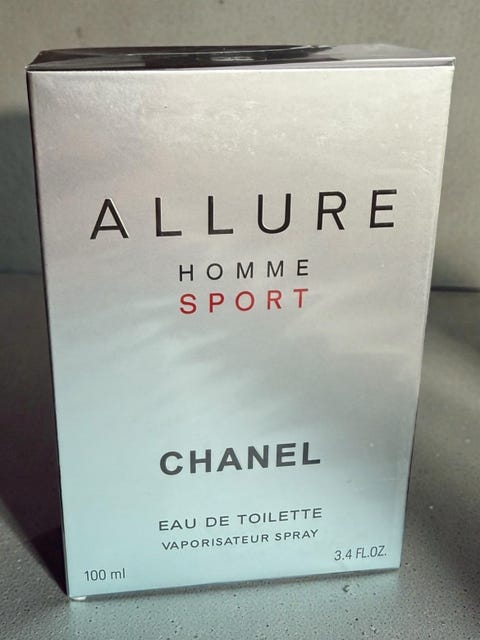 ALLURE
HOMME
SPORT
CHANEL
EAU DE TOILETTE
VAPORISATEUR SPRAY
100 ml 3.4 FL.OZ.